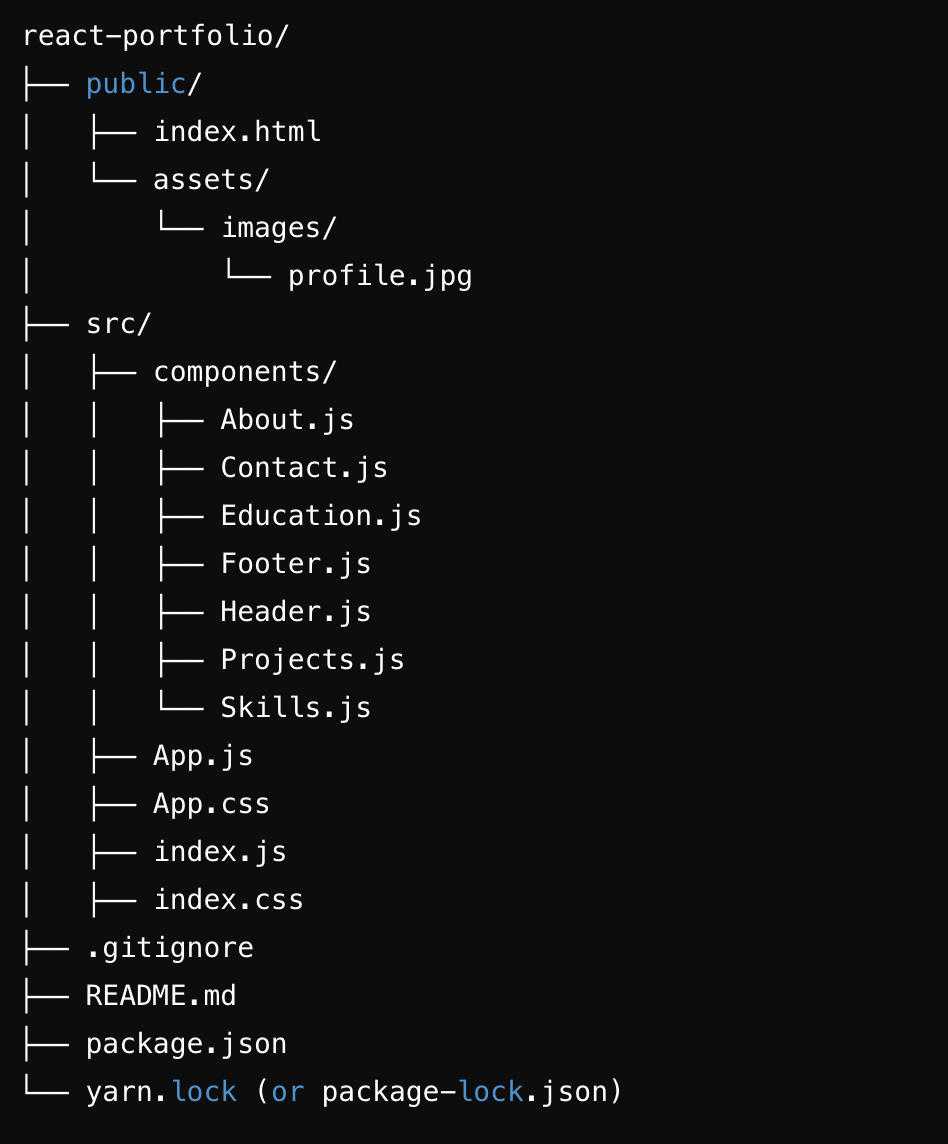 react-portfolio/
├── public/
│   ├── index.html
│   └── assets/
│       └── images/
│           └── profile.jpg
├── src/
│   ├── components/
│   │   ├── About.js
│   │   ├── Contact.js
│   │   ├── Education.js
│   │   ├── Footer.js
│   │   ├── Header.js
│   │   ├── Projects.js
│   │   └── Skills.js
│   ├── App.js
│   ├── App.css
│   ├── index.js
│   ├── index.css
├── .gitignore
├── README.md
├── package.json
└── yarn.lock (or package-lock.json)